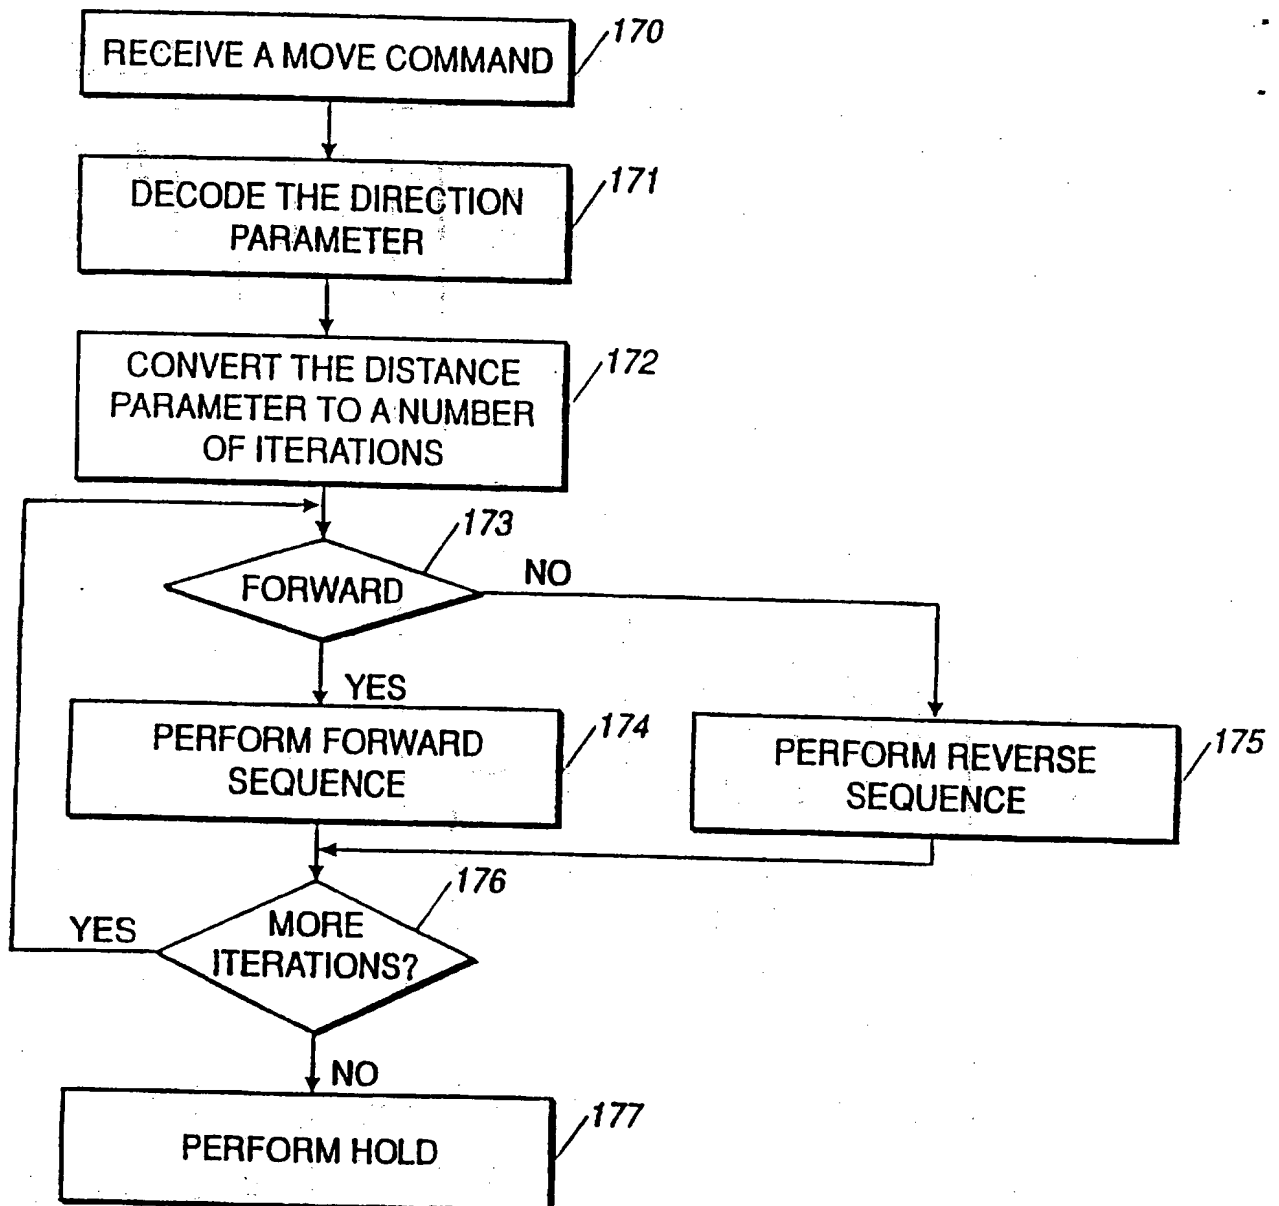 RECEIVE A MOVE COMMAND
170
DECODE THE DIRECTION
PARAMETER
171
CONVERT THE DISTANCE
PARAMETER TO A NUMBER
OF ITERATIONS
172
173
FORWARD
NO
YES
PERFORM FORWARD
SEQUENCE
174
PERFORM REVERSE
SEQUENCE
175
176
MORE
ITERATIONS?
YES
NO
PERFORM HOLD
177